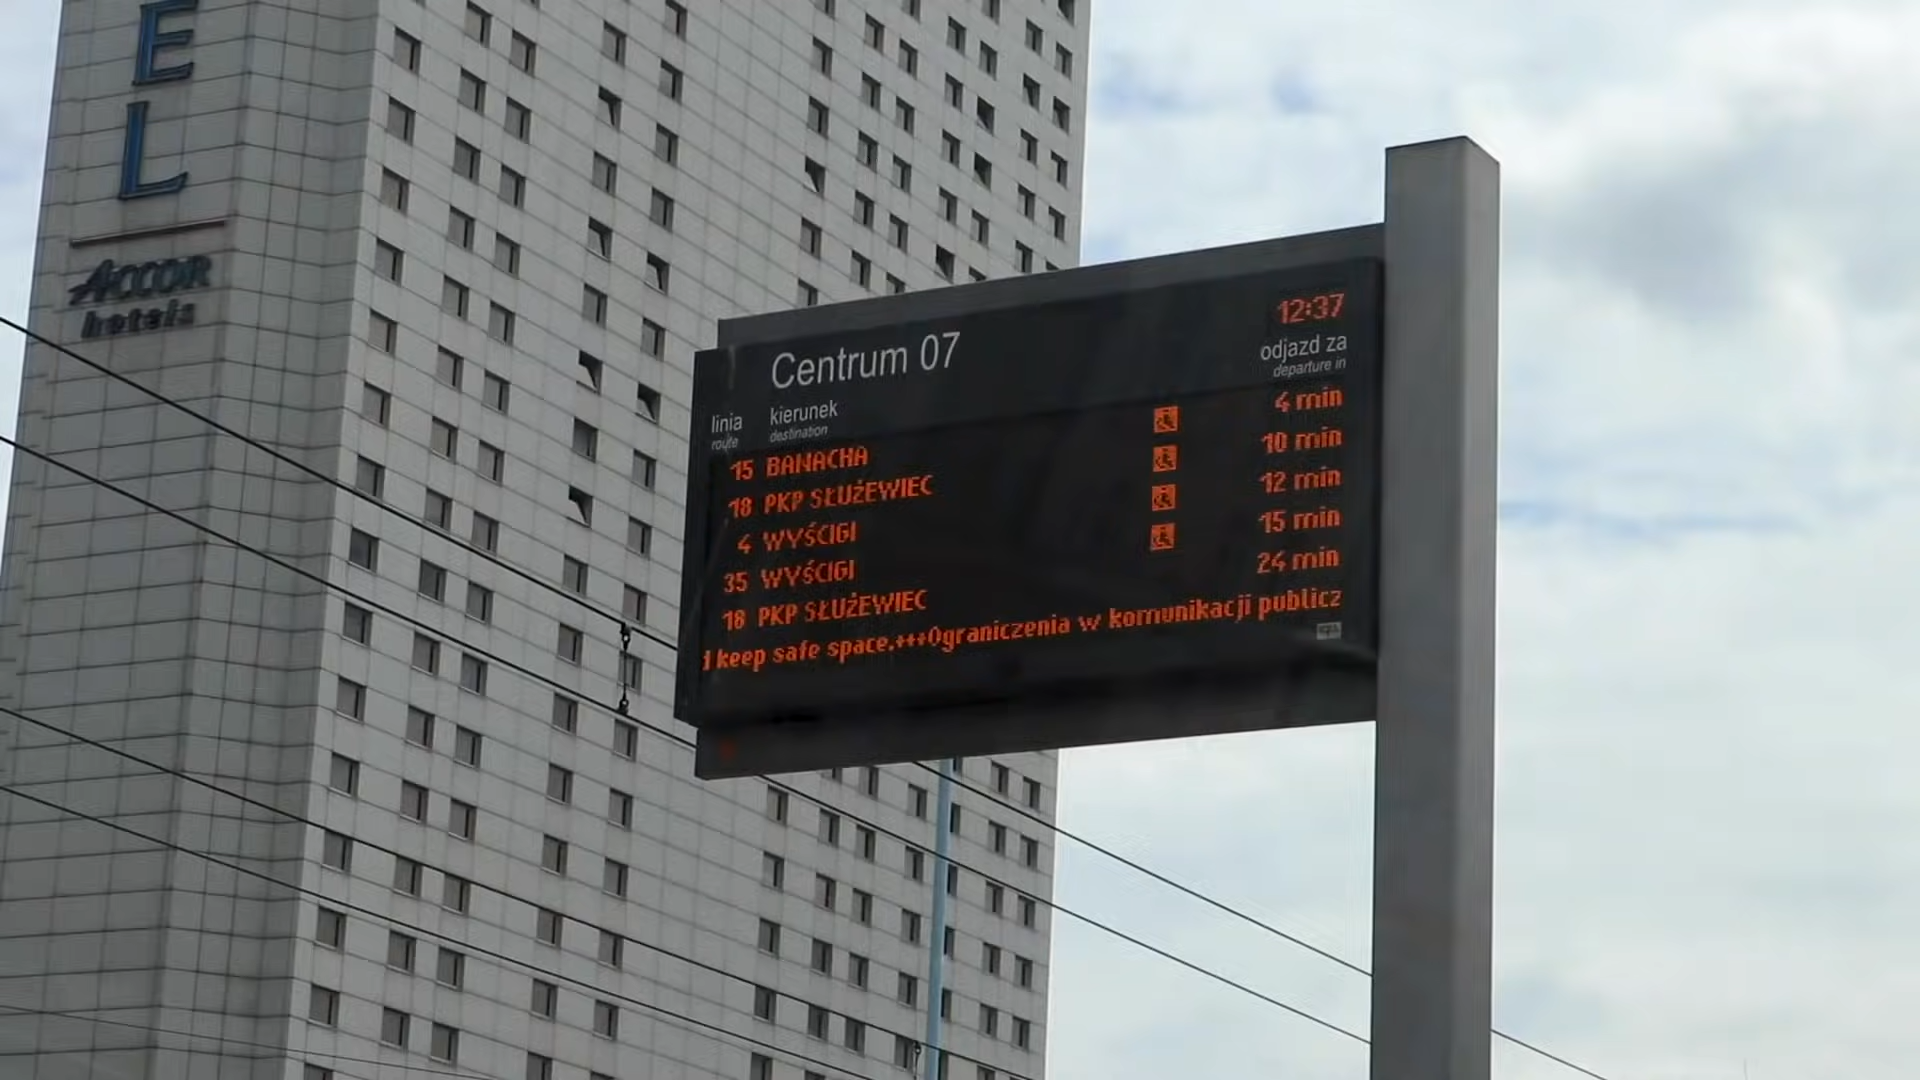 E
L
Accor
hotels
Centrum 07
12:37
odjazd za
departure in
linia kierunek
route destination
15 BANACHA 4 min
18 PKP SŁUŻEWIEC 10 min
4 WYŚCIGI 12 min
35 WYŚCIGI 15 min
18 PKP SŁUŻEWIEC 24 min
keep safe space.+++Ograniczenia w komunikacji publicz